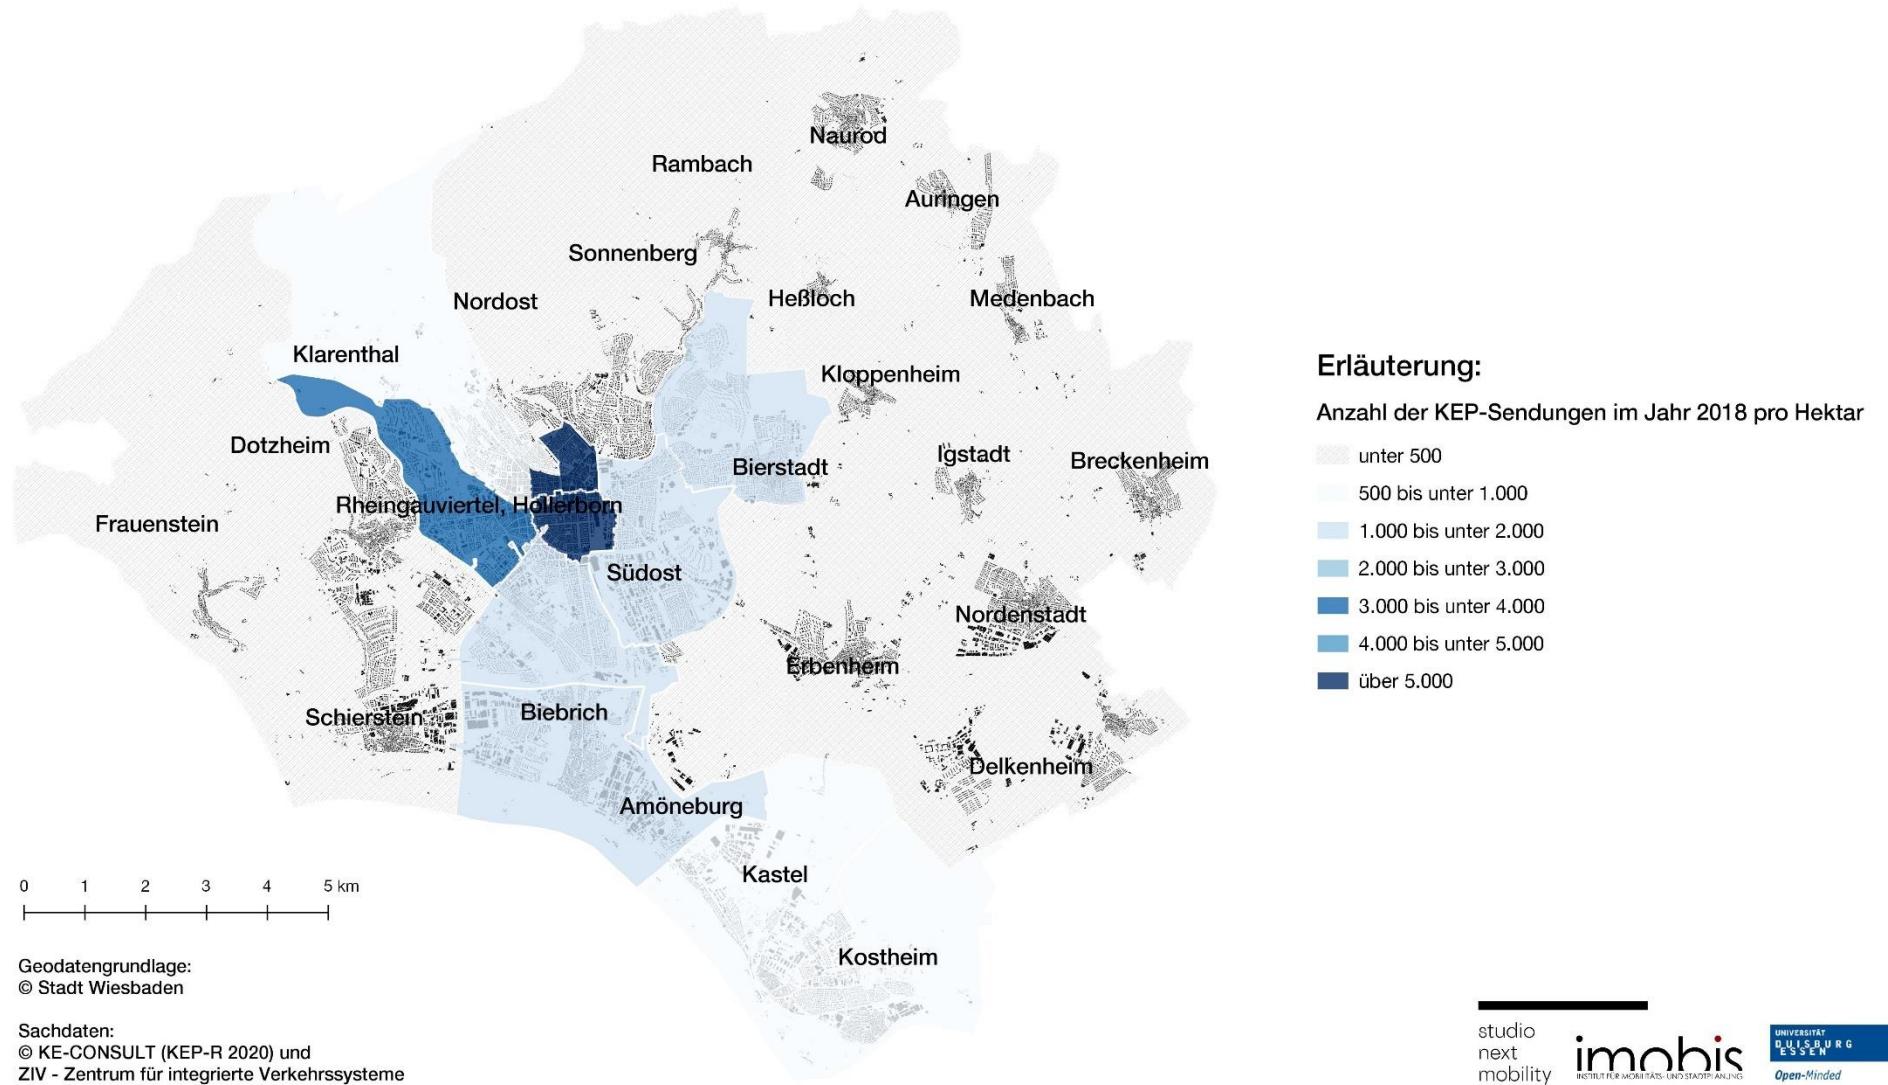 Naurod
Rambach
Auringen
Sonnenberg
Nordost
Heßloch
Medenbach
Klarenthal
Kloppenheim
Dotzheim
Bierstadt
Igstadt
Breckenheim
Rheingauviertel, Hollerborn
Frauenstein
Südost
Nordenstadt
Erbenheim
Schierstein
Biebrich
Delkenheim
Amöneburg
Kastel
Kostheim
Erläuterung:
Anzahl der KEP-Sendungen im Jahr 2018 pro Hektar
unter 500
500 bis unter 1.000
1.000 bis unter 2.000
2.000 bis unter 3.000
3.000 bis unter 4.000
4.000 bis unter 5.000
über 5.000
0 1 2 3 4 5 km
Geodatengrundlage:
© Stadt Wiesbaden
Sachdaten:
© KE-CONSULT (KEP-R 2020) und
ZIV - Zentrum für integrierte Verkehrssysteme
studio
next
mobility
imobis
INSTITUT FÜR MOBILITÄTS- UND STADTPLANUNG
UNIVERSITÄT
DUISBURG
ESSEN
Open-Minded